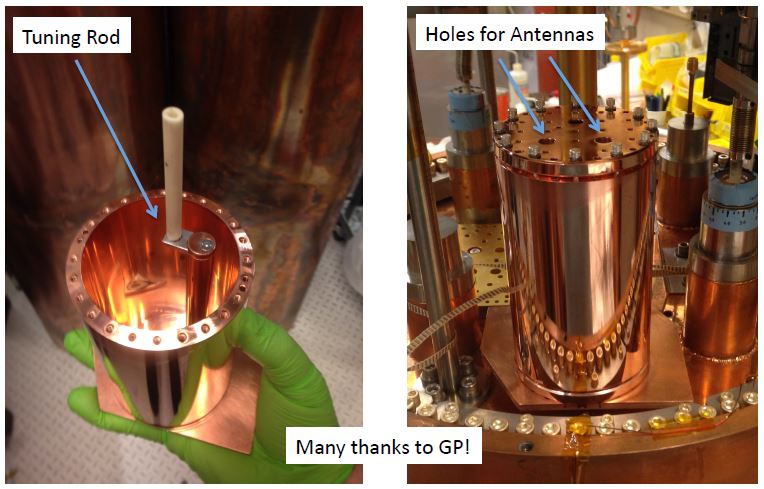 Tuning Rod
Holes for Antennas
Many thanks to GP!